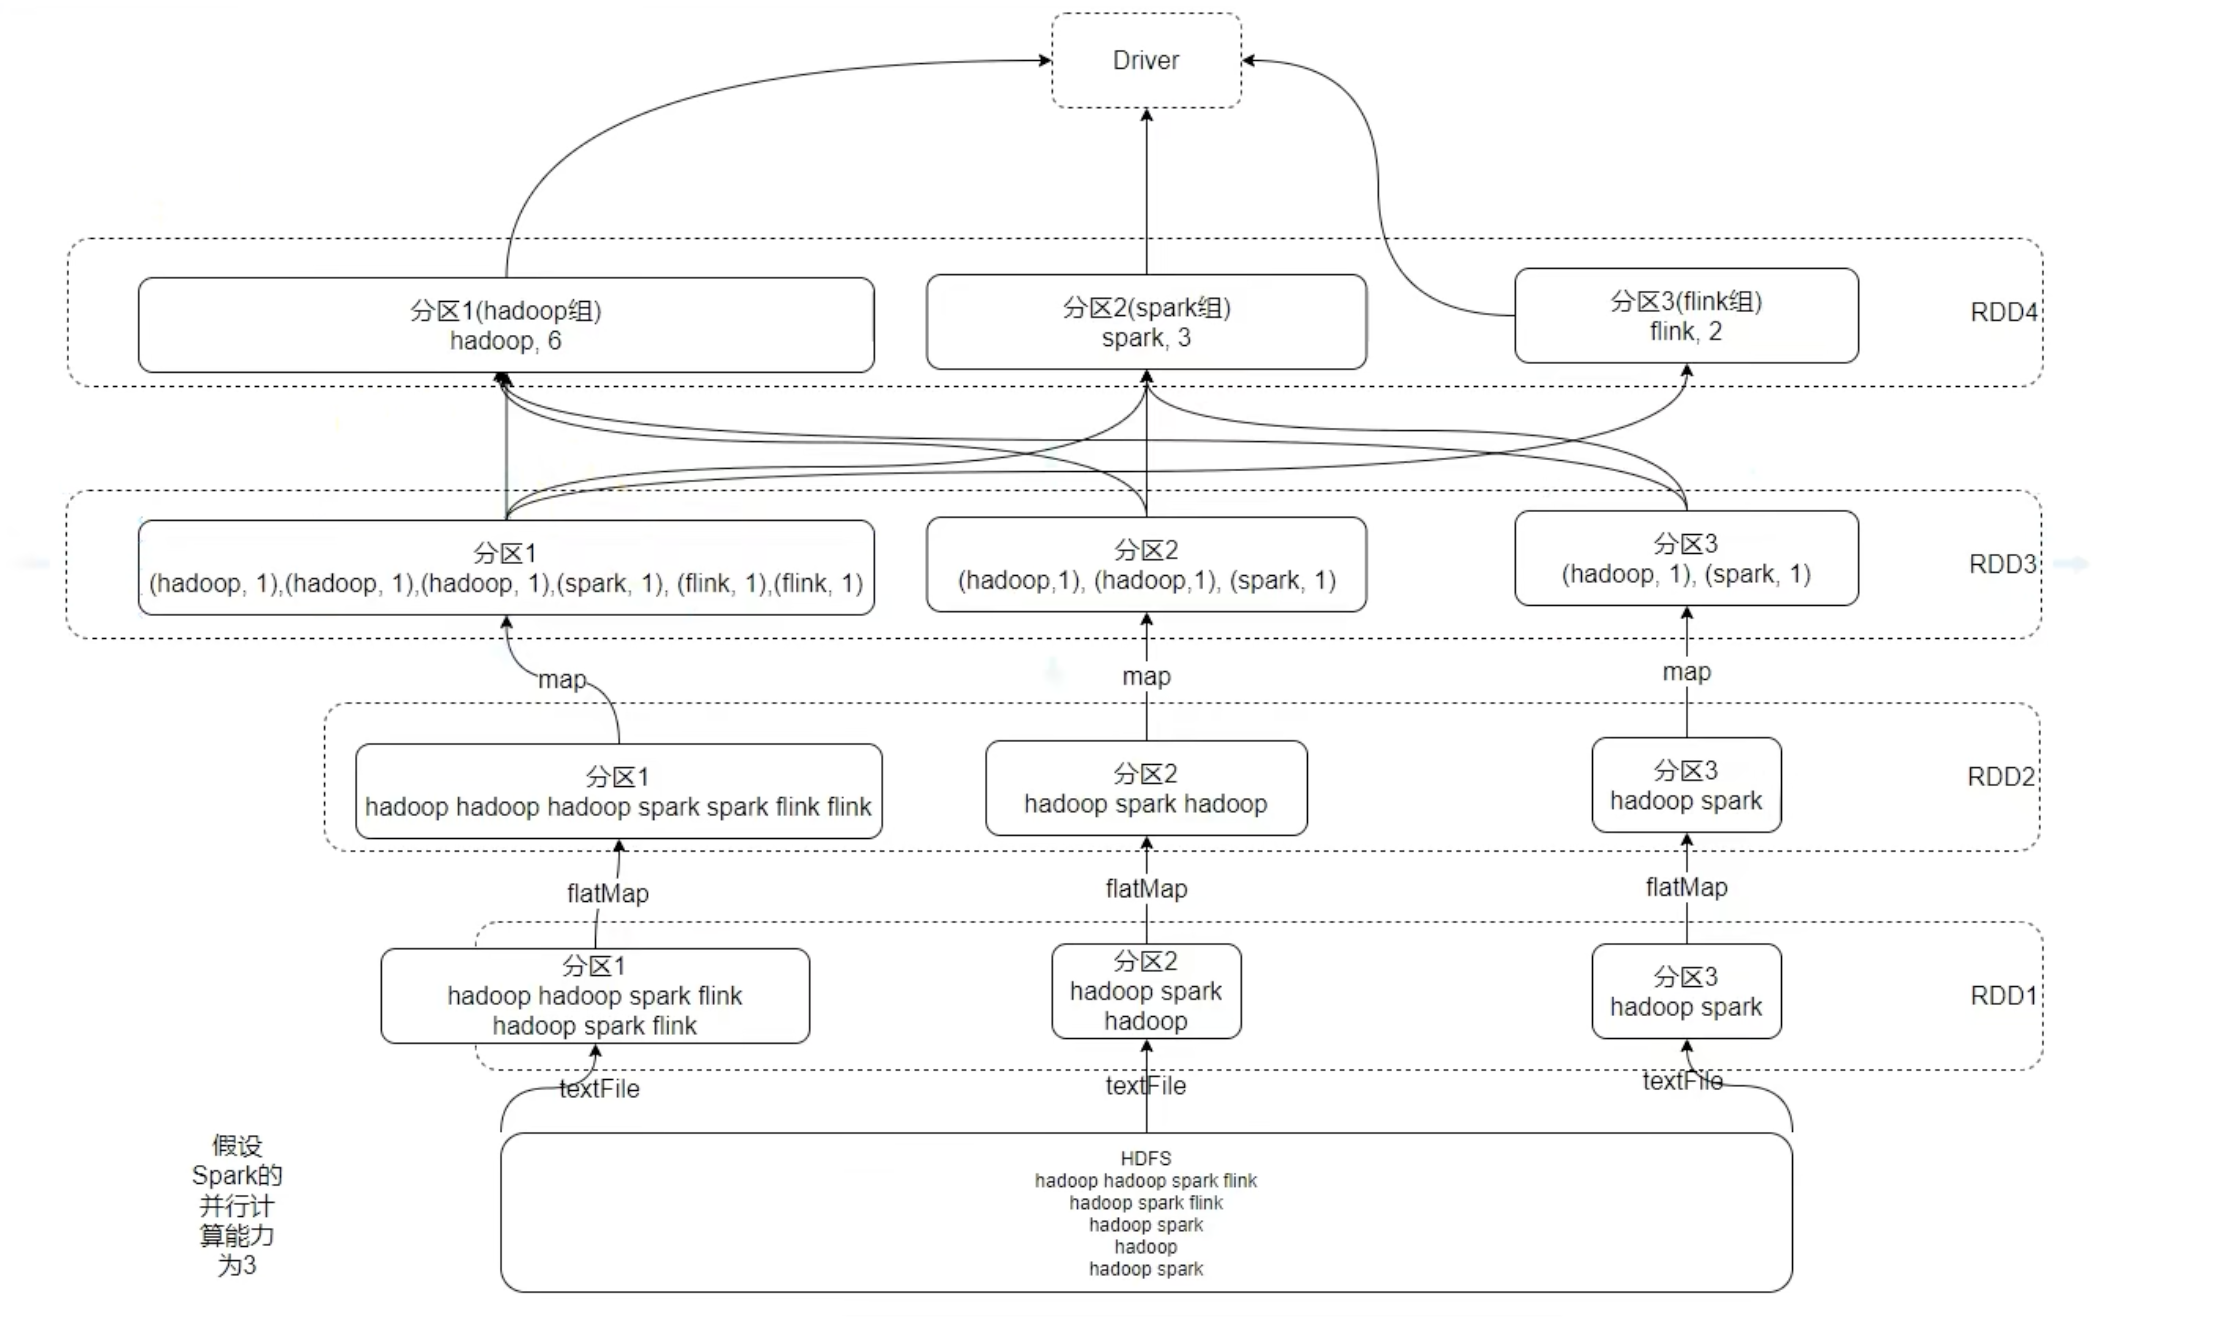 Driver
分区1(hadoop组)
hadoop, 6
分区2(spark组)
spark, 3
分区3(flink组)
flink, 2
RDD4
分区1
(hadoop, 1),(hadoop, 1),(hadoop, 1),(spark, 1), (flink, 1),(flink, 1)
分区2
(hadoop,1), (hadoop,1), (spark, 1)
分区3
(hadoop, 1), (spark, 1)
RDD3
map
map
map
分区1
hadoop hadoop hadoop spark spark flink flink
分区2
hadoop spark hadoop
分区3
hadoop spark
RDD2
flatMap
flatMap
flatMap
分区1
hadoop hadoop spark flink
hadoop spark flink
分区2
hadoop spark
hadoop
分区3
hadoop spark
RDD1
textFile
textFile
textFile
假设
Spark的
并行计
算能力
为3
HDFS
hadoop hadoop spark flink
hadoop spark flink
hadoop spark
hadoop
hadoop spark